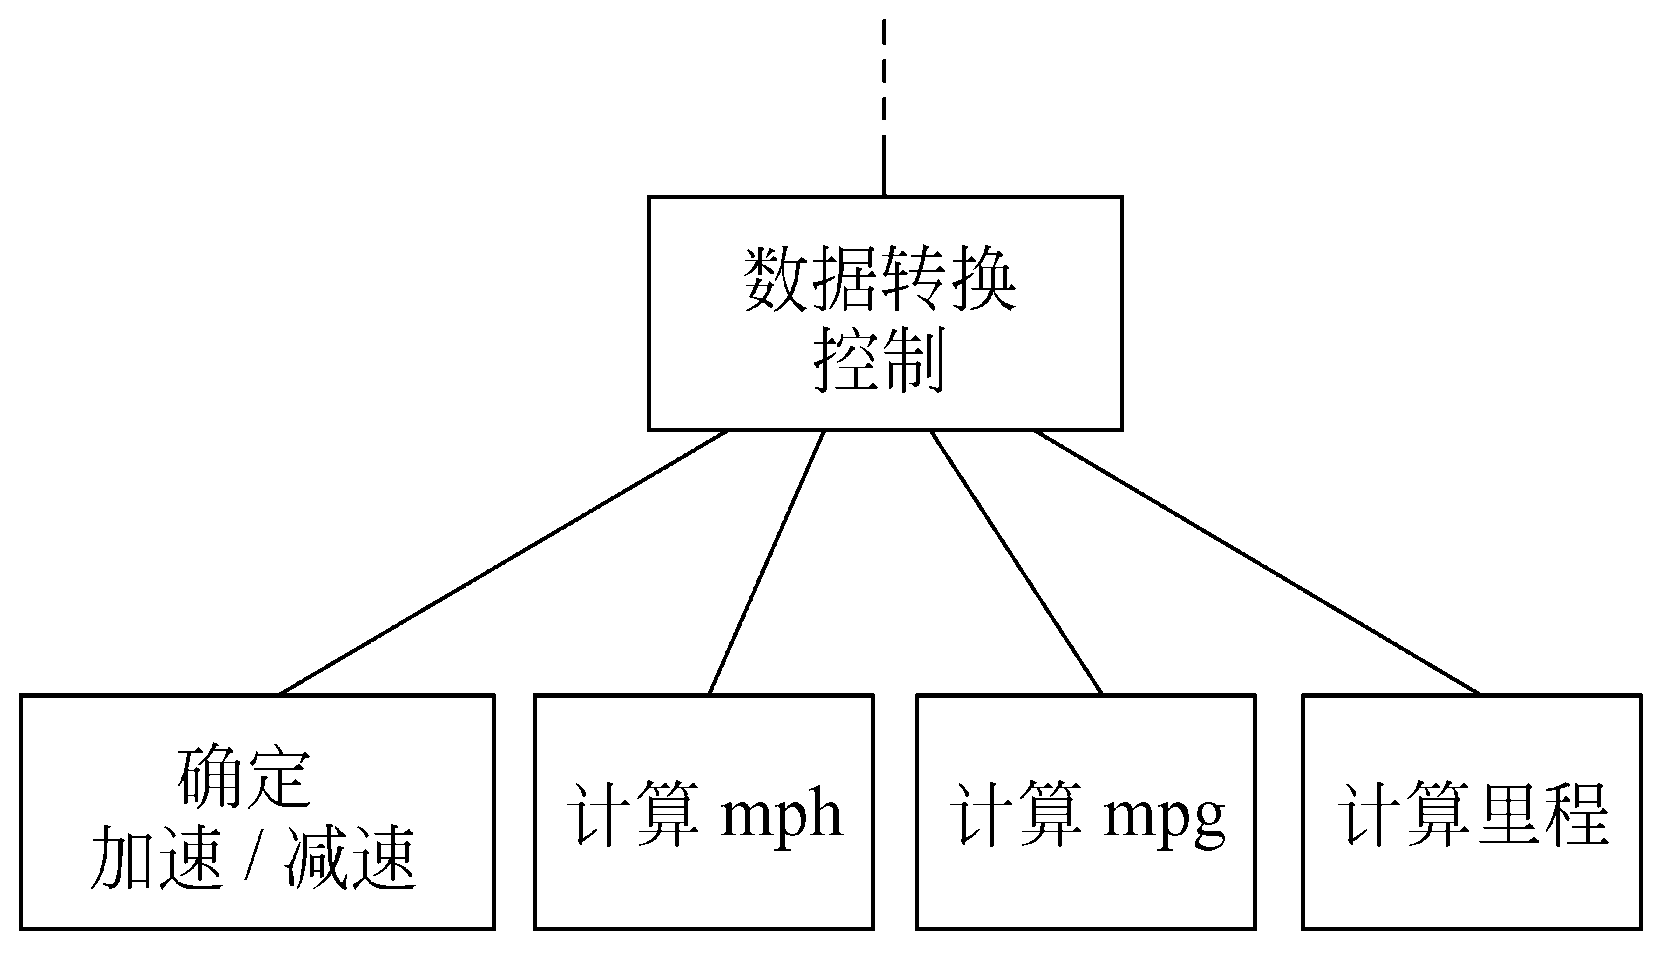 数据转换
控制
确定
加速 / 减速
计算 mph
计算 mpg
计算里程